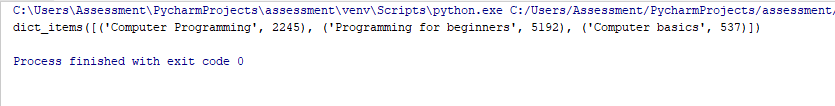 C:\Users\Assessment\PycharmProjects\assessment\venv\Scripts\python.exe C:/Users/Assessment/PycharmProjects/assessment/
dict_items([('Computer Programming', 2245), ('Programming for beginners', 5192), ('Computer basics', 537)])
Process finished with exit code 0